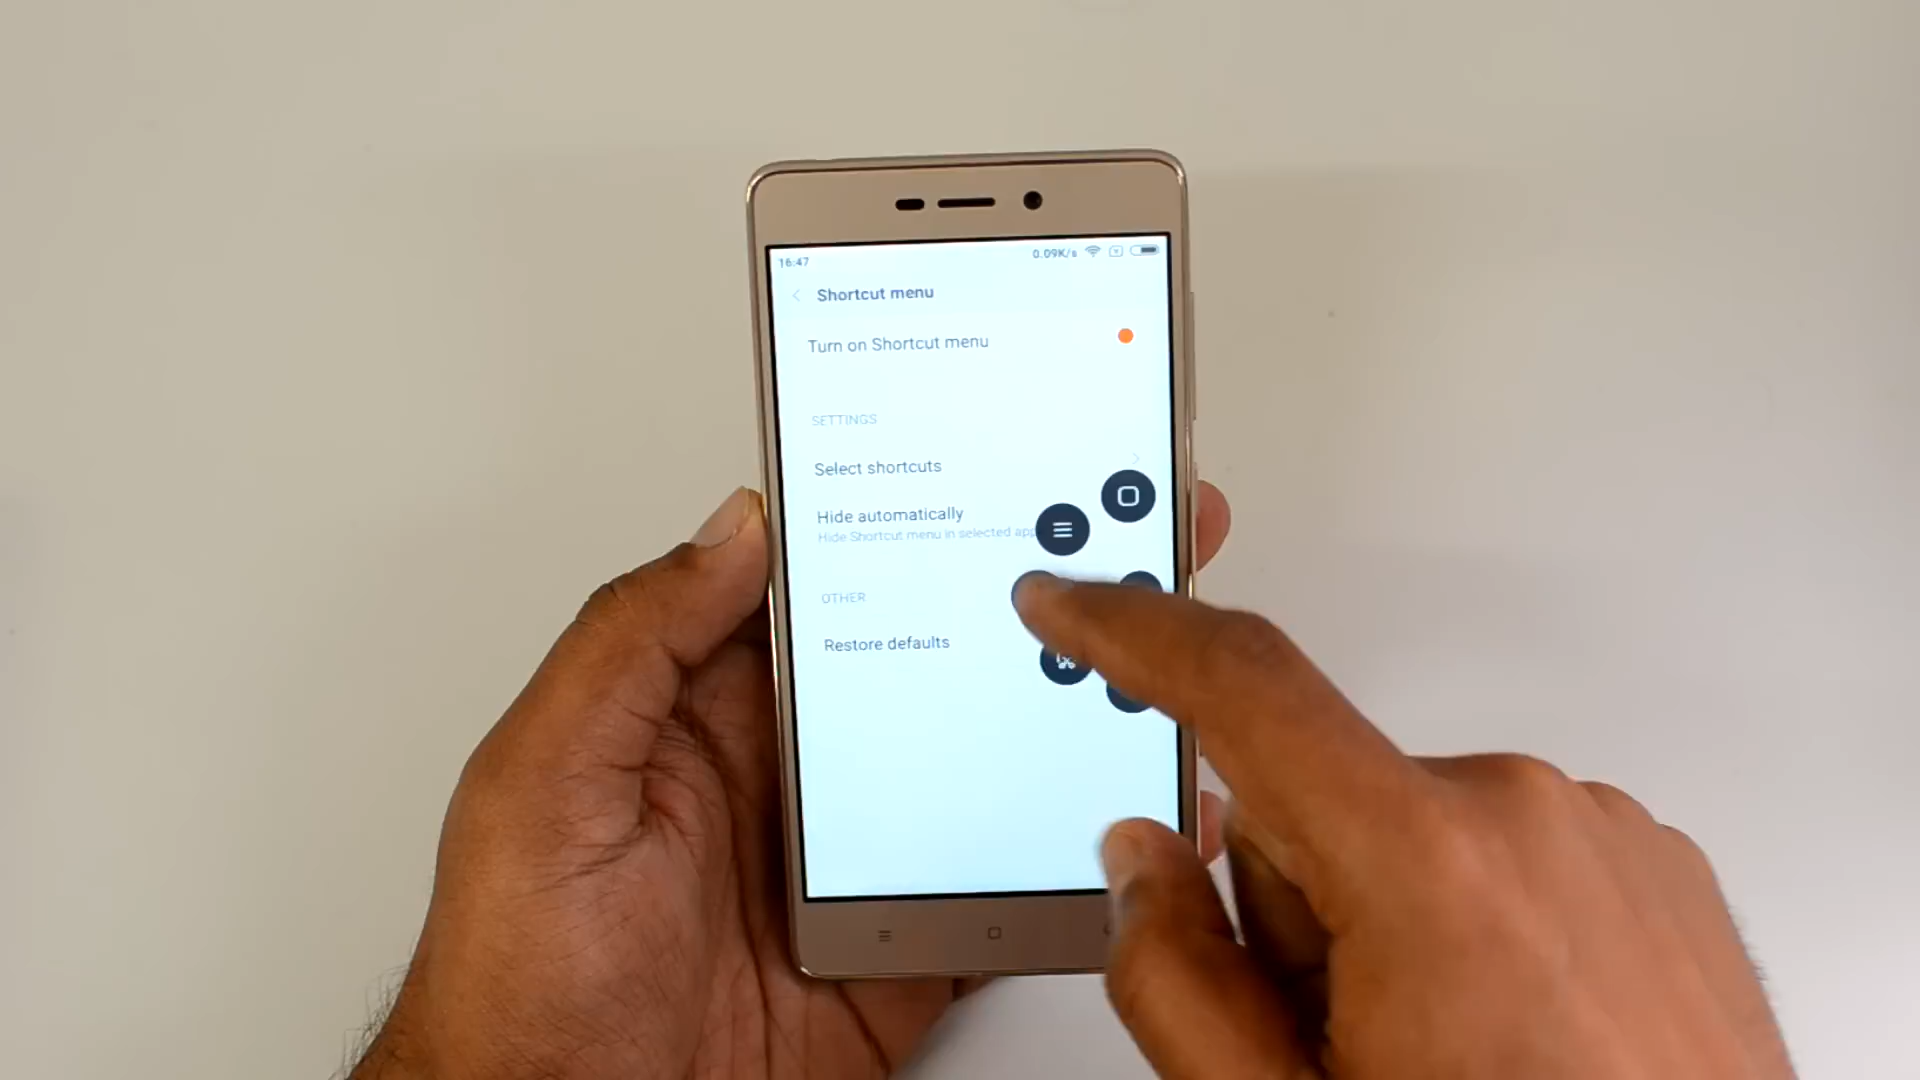 16:47
0.09K/s
Shortcut menu
Turn on Shortcut menu
SETTINGS
Select shortcuts
Hide automatically
Hide Shortcut menu in selected app
OTHER
Restore defaults